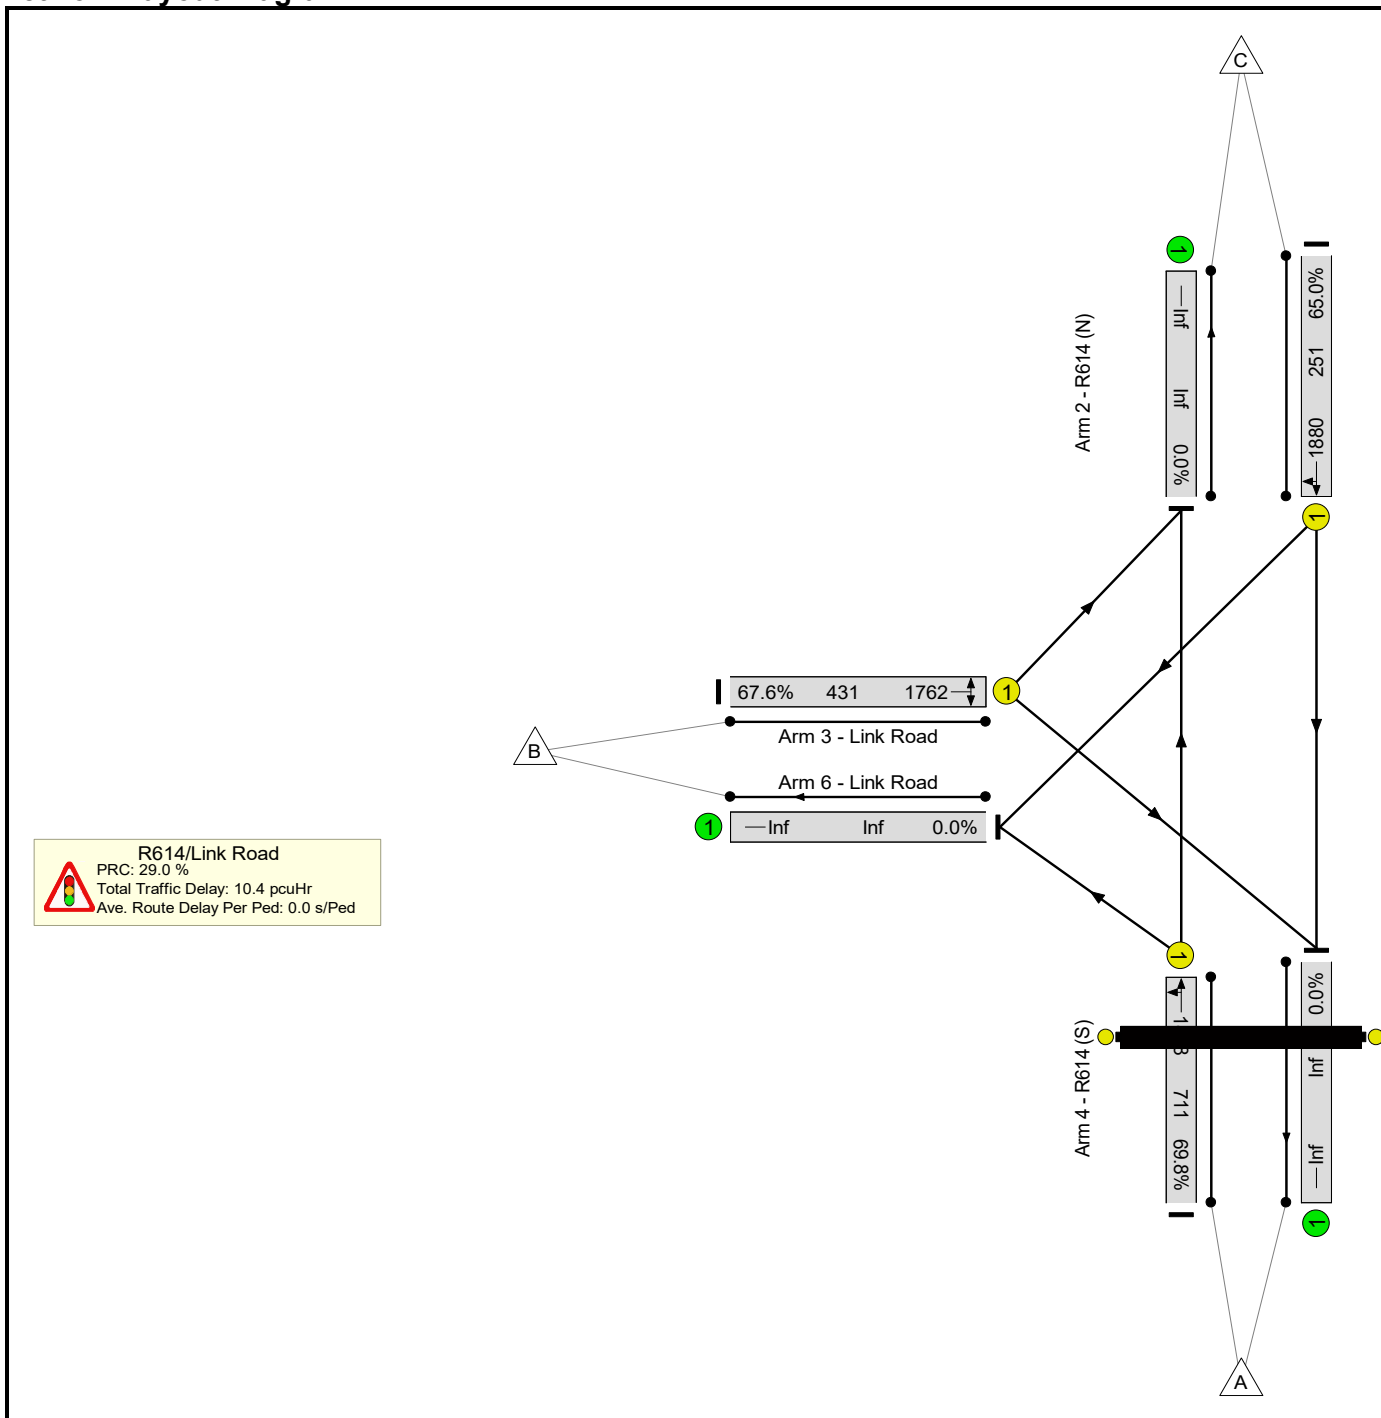 C
1
—Inf Inf 0.0%
Arm 2 - R614 (N)
65.0% 251 1880
1
67.6% 431 1762
1
Arm 3 - Link Road
B
Arm 6 - Link Road
1
—Inf Inf 0.0%
R614/Link Road
PRC: 29.0 %
Total Traffic Delay: 10.4 pcuHr
Ave. Route Delay Per Ped: 0.0 s/Ped
1
711 69.8%
Arm 4 - R614 (S)
0.0% Inf —Inf
1
A